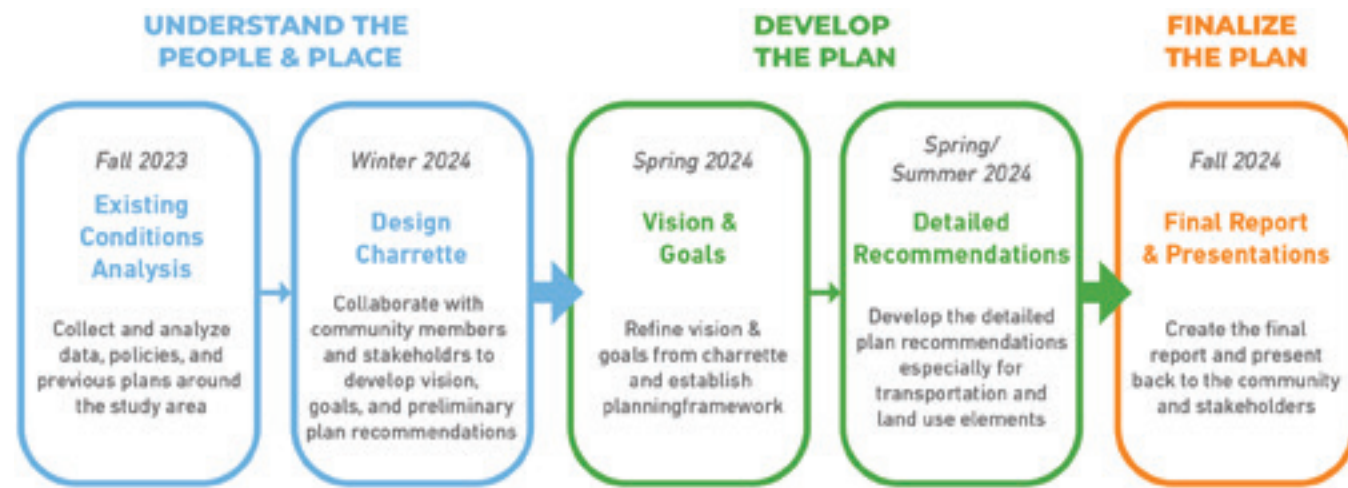 UNDERSTAND THE
PEOPLE & PLACE
DEVELOP
THE PLAN
FINALIZE
THE PLAN
Fall 2023
Existing
Conditions
Analysis
Collect and analyze
data, policies, and
previous plans around
the study area
Winter 2024
Design
Charrette
Collaborate with
community members
and stakeholdrs to
develop vision,
goals, and preliminary
plan recommendations
Spring 2024
Vision &
Goals
Refine vision &
goals from charrette
and establish
planningframework
Spring/
Summer 2024
Detailed
Recommendations
Develop the detailed
plan recommendations
especially for
transportation and
land use elements
Fall 2024
Final Report
& Presentations
Create the final
report and present
back to the community
and stakeholders